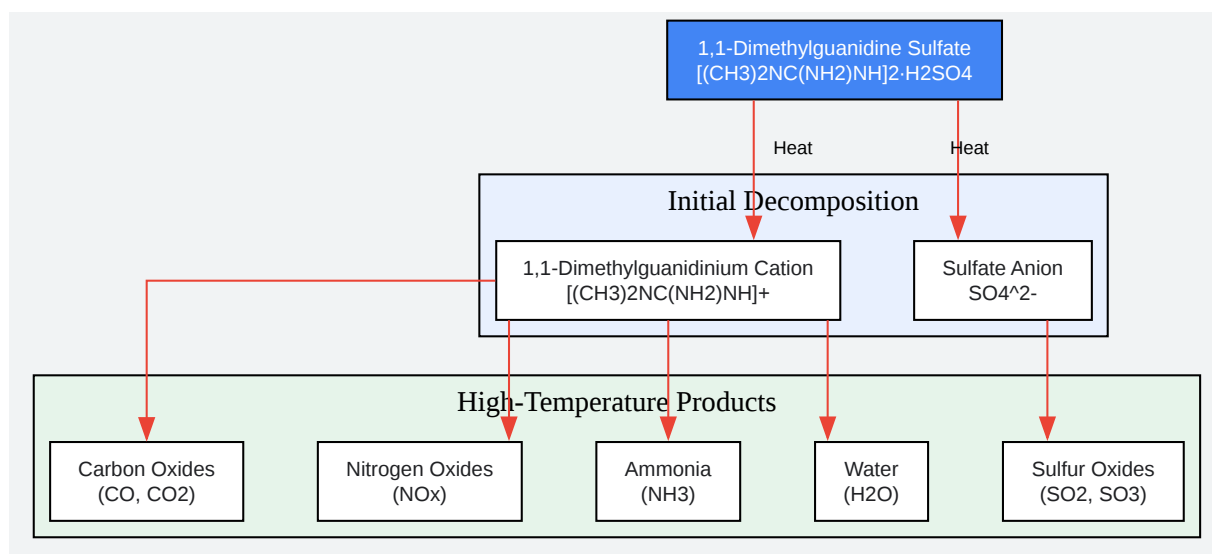 1,1-Dimethylguanidine Sulfate
[(CH3)2NC(NH2)NH]2·H2SO4
Heat
Heat
Initial Decomposition
1,1-Dimethylguanidinium Cation
[(CH3)2NC(NH2)NH]+
Sulfate Anion
SO4^2-
High-Temperature Products
Carbon Oxides
(CO, CO2)
Nitrogen Oxides
(NOx)
Ammonia
(NH3)
Water
(H2O)
Sulfur Oxides
(SO2, SO3)